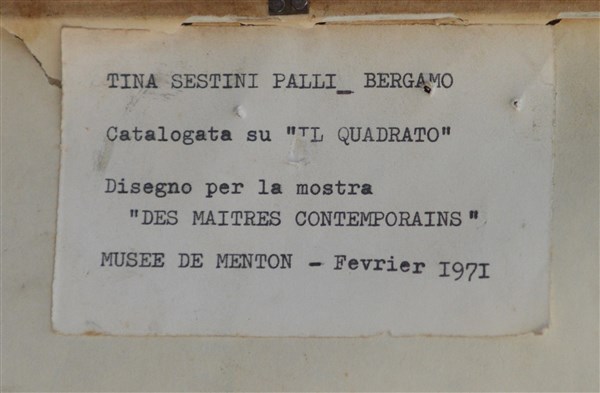 TINA SESTINI PALLI_ BERGAMO
Catalogata su "IL QUADRATO"
Disegno per la mostra
"DES MAITRES CONTEMPORAINS"
MUSEE DE MENTON - Fevrier 1971